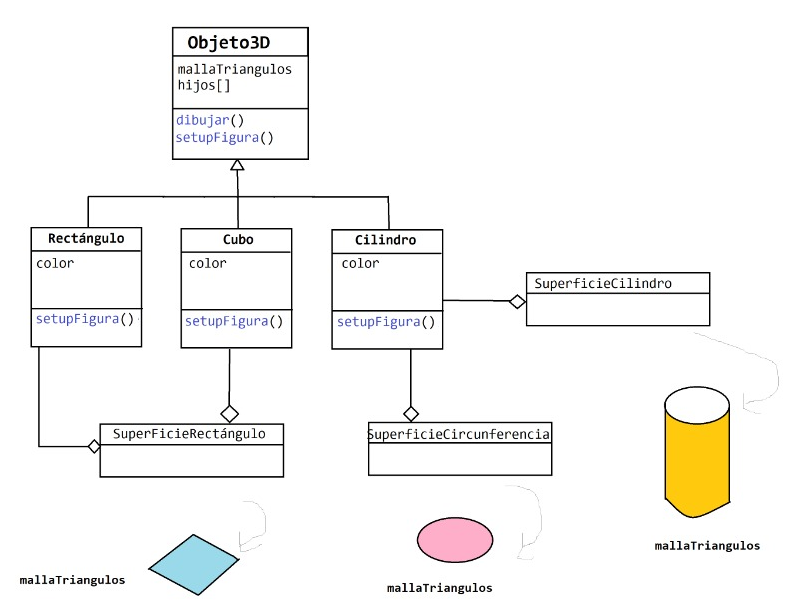 Objeto3D
mallaTriangulos
hijos[]
dibujar()
setupFigura()
Rectángulo
color
setupFigura()
Cubo
color
setupFigura()
Cilindro
color
setupFigura()
SuperficieCilindro
SuperFicieRectángulo
SuperficieCircunferencia
mallaTriangulos
mallaTriangulos
mallaTriangulos